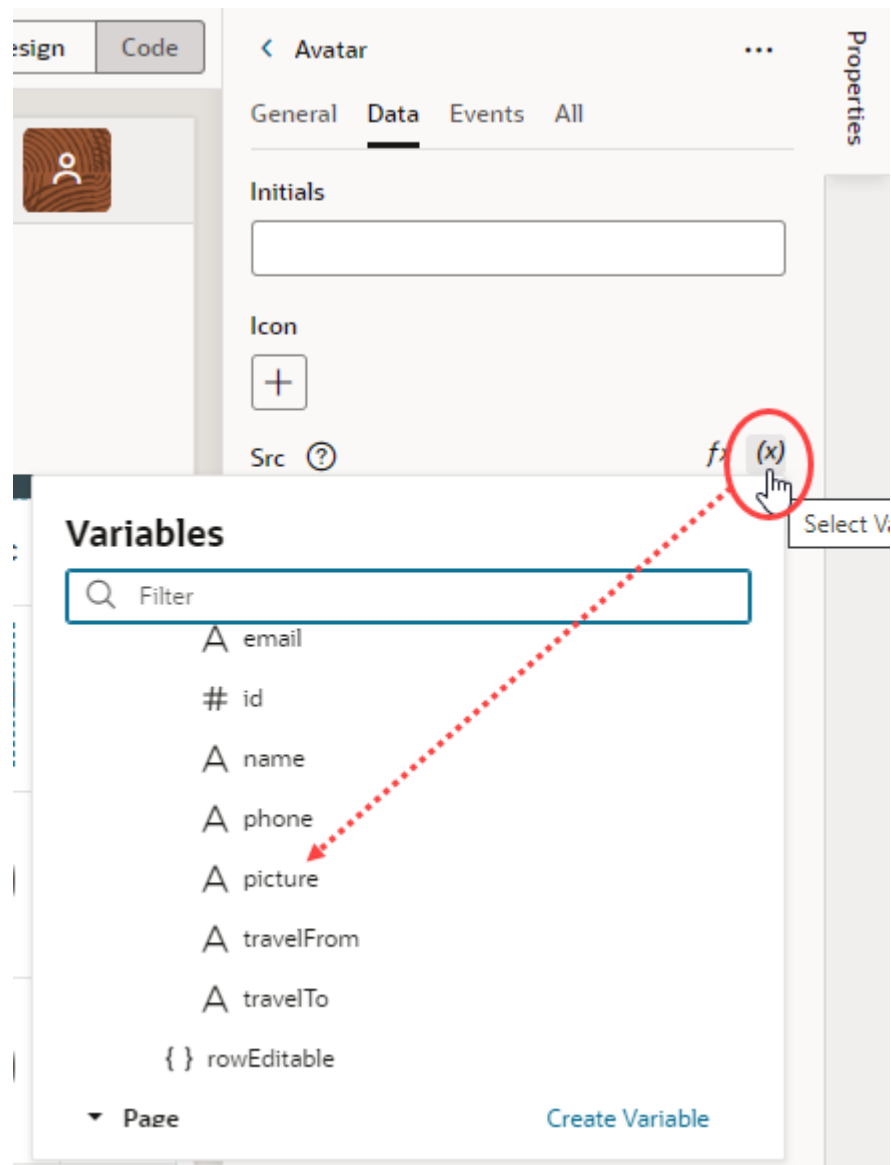 esign Code
Avatar
Properties
General Data Events All
Initials
Icon
Src
fx (x)
Select Va
Variables
Filter
A email
# id
A name
A phone
A picture
A travelFrom
A travelTo
{ } rowEditable
Page Create Variable